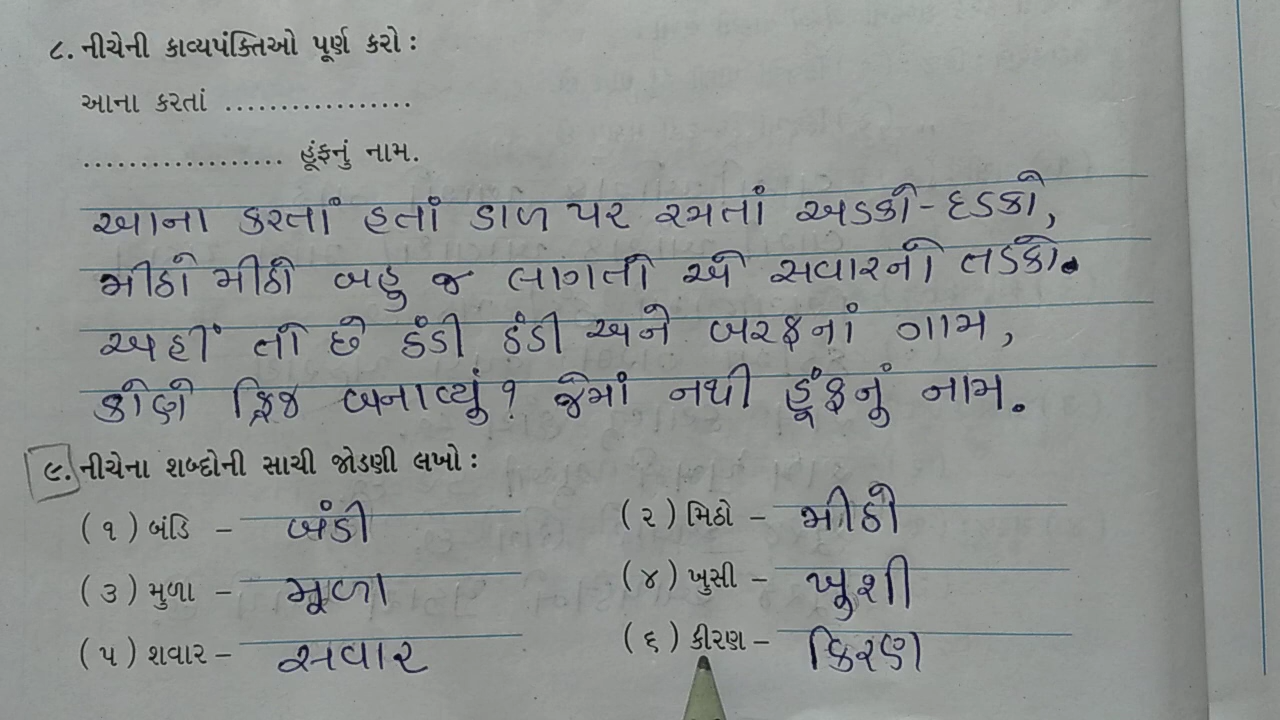 ૮. નીચેની કાવ્યપંક્તિઓ પૂર્ણ કરો :
આના કરતાં .................
.................. હૂંફનું નામ.
આના કરતાં હતાં ડાળ પર રમતાં અડકો-દડકો,
મીઠો મીઠો બહુ જ લાગતો એ સવારનો તડકો.
અહીં તો છે ઠંડી ઠંડી અને બરફનાં ગામ,
કોણે ફ્રિજ બનાવ્યું? જેમાં નથી હૂંફનું નામ.
૯. નીચેના શબ્દોની સાચી જોડણી લખો :
(૧) બંડિ – બંડી (૨) મિઠો – મીઠો
(૩) મુળા – મૂળા (૪) ખુસી – ખુશી
(૫) શવાર – સવાર (૬) કીરણ – કિરણ